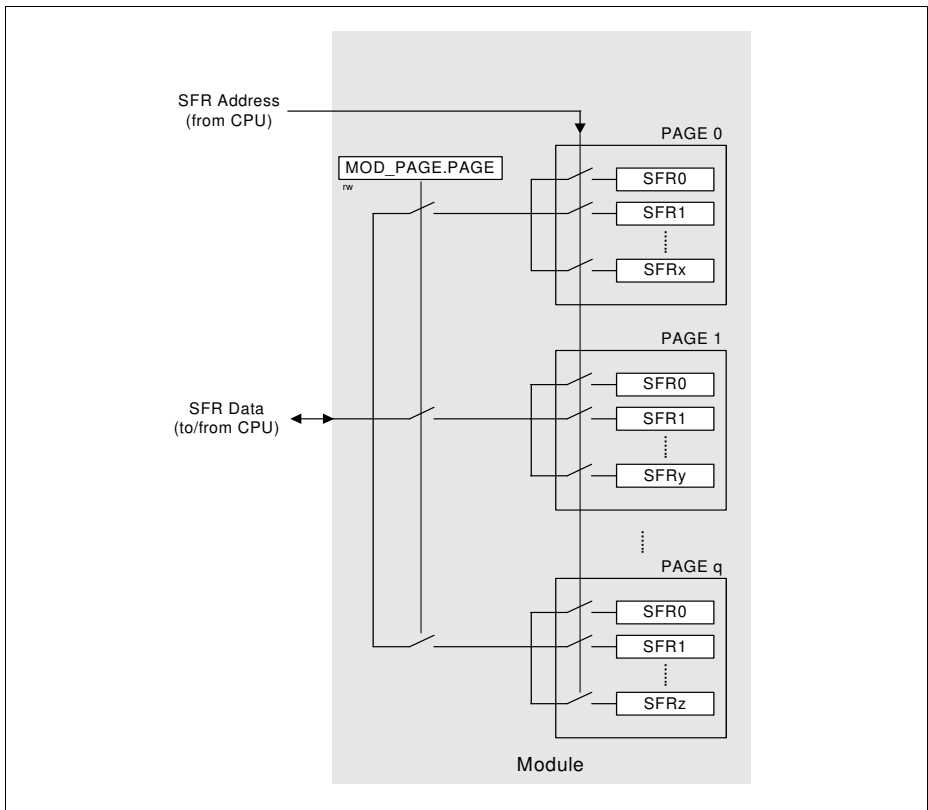 SFR Address
(from CPU)
PAGE 0
MOD_PAGE.PAGE
rw
SFR0
SFR1
SFRx
PAGE 1
SFR0
SFR1
SFRy
SFR Data
(to/from CPU)
PAGE q
SFR0
SFR1
SFRz
Module